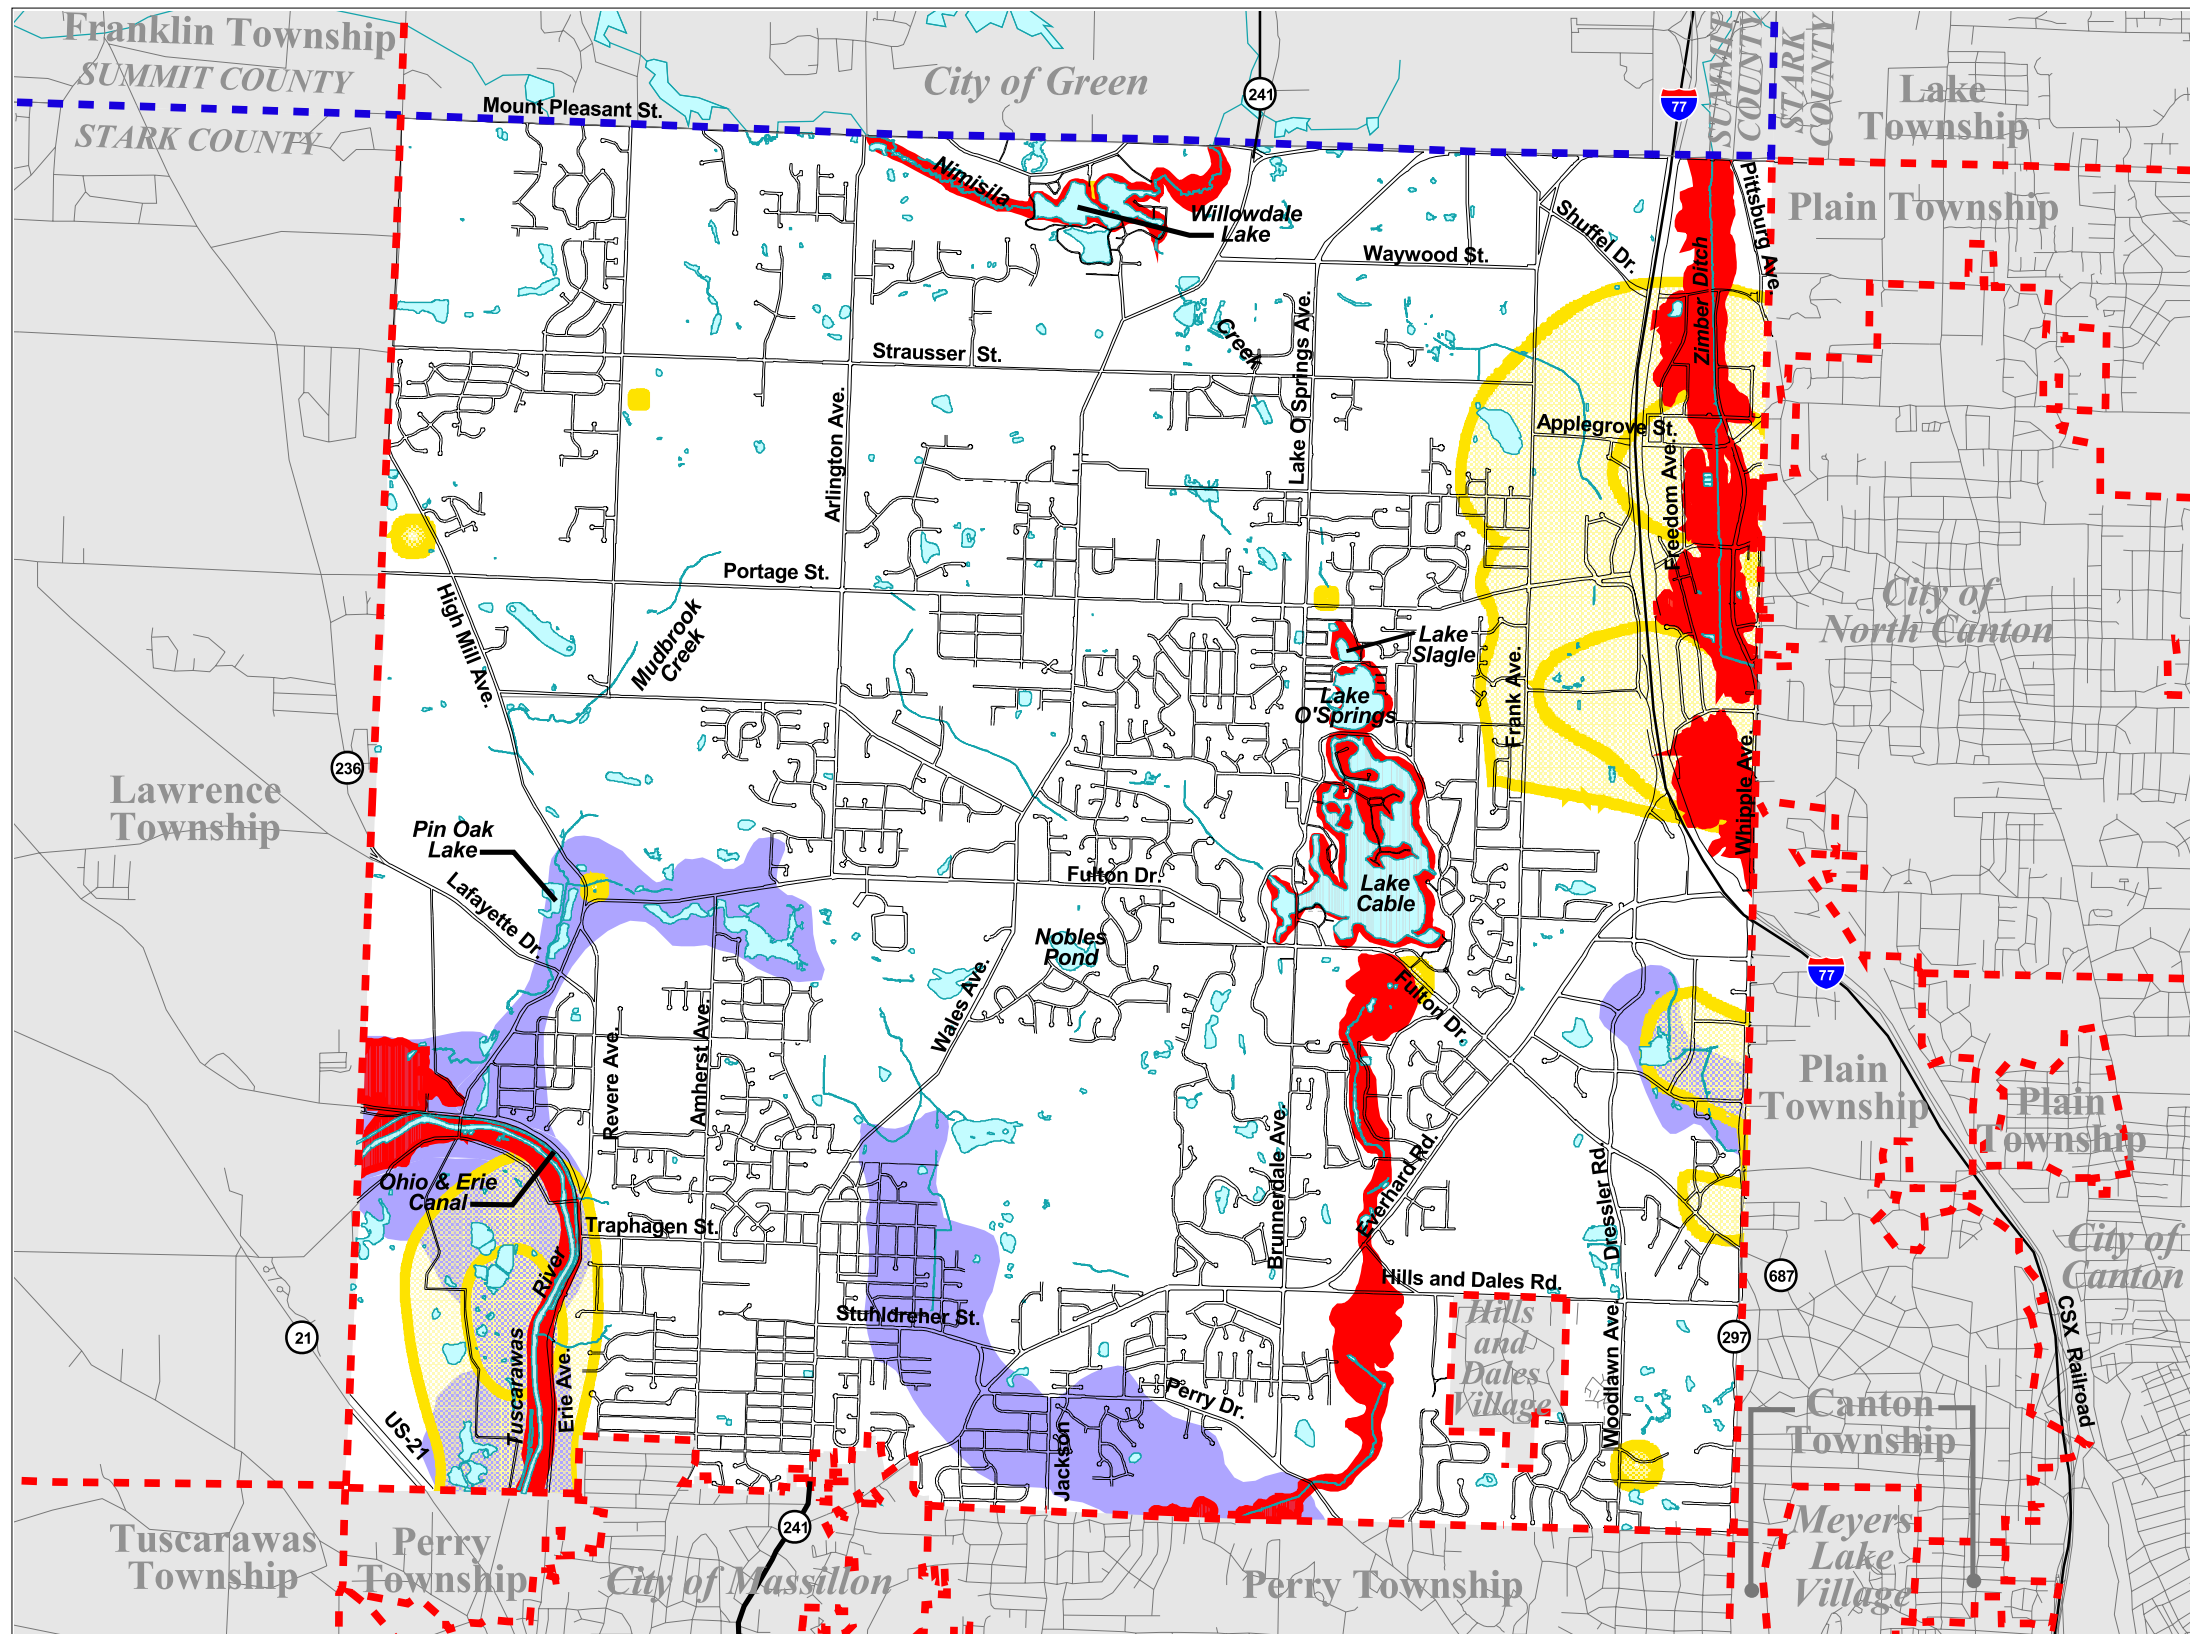 Franklin Township
SUMMIT COUNTY
STARK COUNTY
Mount Pleasant St.
City of Green
241
77
SUMMIT
COUNTY
STARK
COUNTY
Lake
Township
Plain Township
Nimisila
Willowdale
Lake
Shuffel Dr.
Pittsburg Ave.
Waywood St.
Zimber Ditch
Creek
Lake O Springs Ave.
Strausser St.
Arlington Ave.
Applegrove St.
Freedom Ave.
Portage St.
High Mill Ave.
Mudbrook
Creek
City of
North Canton
Lake
Slagle
Lake
O'Springs
Frank Ave.
236
Lawrence
Township
Pin Oak
Lake
Whipple Ave.
Lafayette Dr.
Fulton Dr.
Lake
Cable
Nobles
Pond
Wales Ave.
77
Fulton Dr.
Revere Ave.
Amherst Ave.
Plain
Township
Plain
Township
Brunnerdale Ave.
Everhard Rd.
Dressler Rd.
Ohio & Erie
Canal
Traphagen St.
River
City of
Canton
687
Hills and Dales Rd.
Hills
and
Dales
Village
Stuhldreher St.
21
297
Tuscarawas
Erie Ave.
Woodlawn Ave.
CSX Railroad
Perry Dr.
US-21
Jackson
Canton
Township
241
Tuscarawas
Township
Perry
Township
City of Massillon
Perry Township
Meyers
Lake
Village